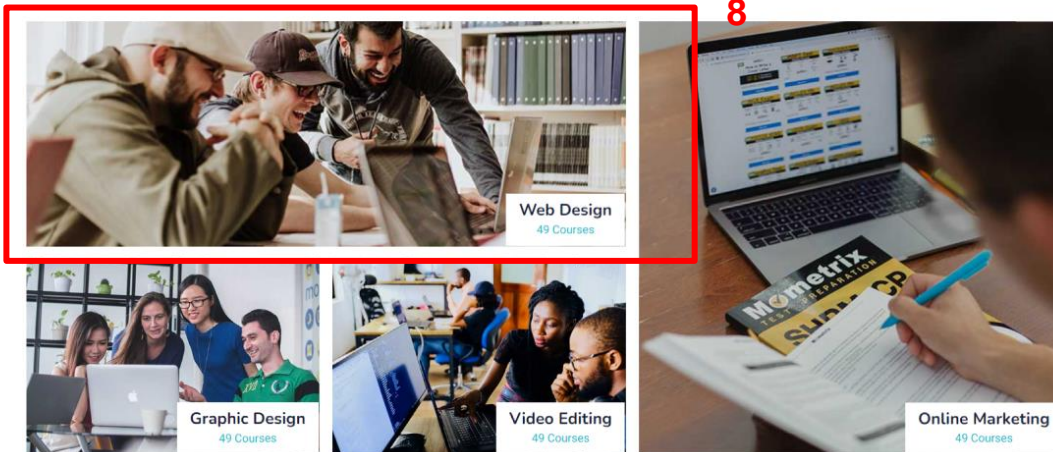 8
Web Design
49 Courses
Graphic Design
49 Courses
Video Editing
49 Courses
Mometrix
TEST PREPARATION
Online Marketing
49 Courses